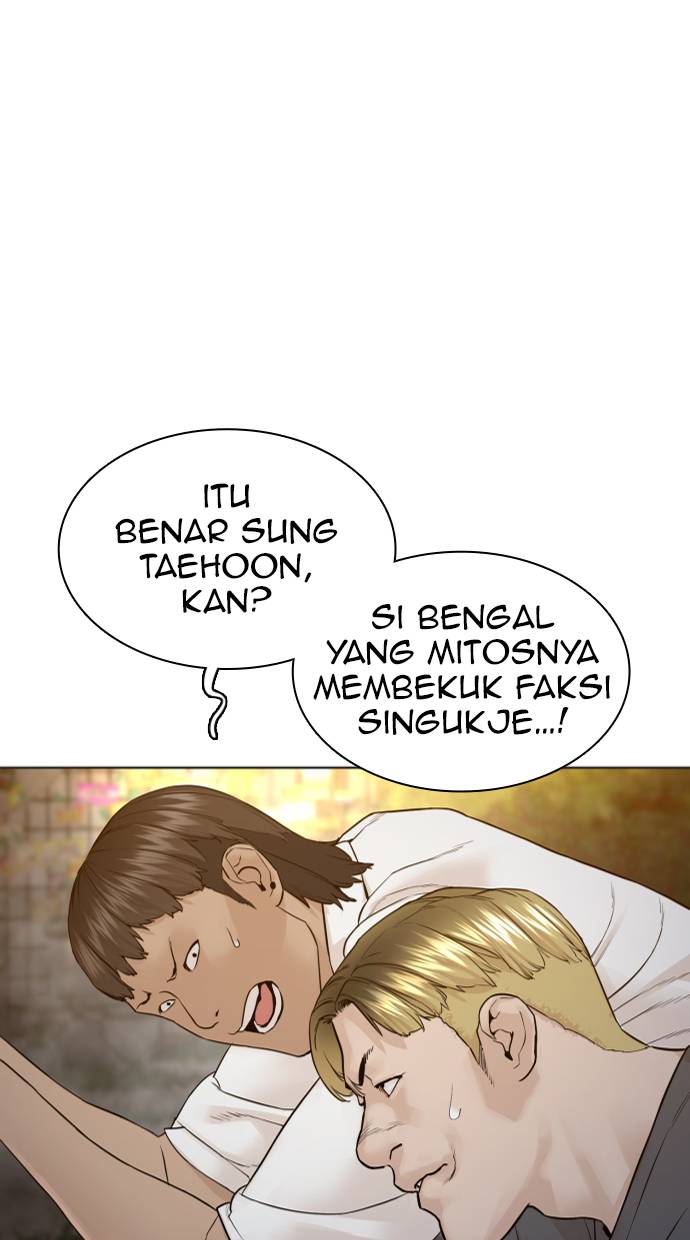 ITU
BENAR SUNG
TAEHOON,
KAN?
SI BENGAL
YANG MITOSNYA
MEMBEKUK FAKSI
SINGUKJE...!